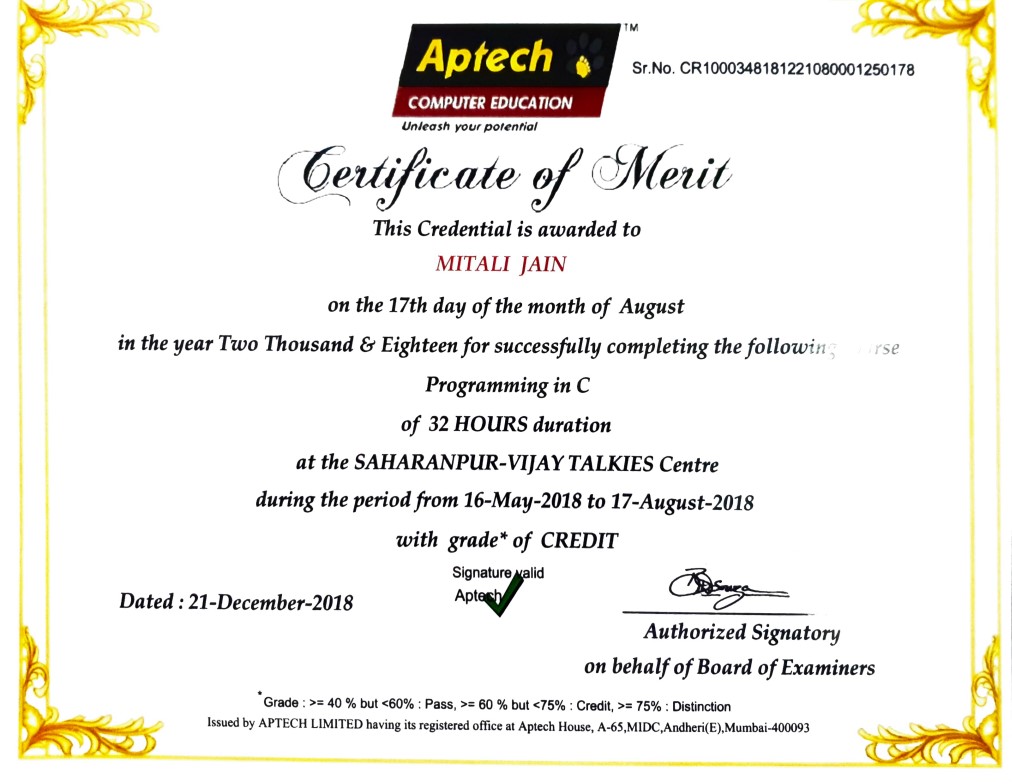 Aptech
TM
COMPUTER EDUCATION
Unleash your potential
Sr.No. CR1000348181221080001250178
Certificate of Merit
This Credential is awarded to
MITALI JAIN
on the 17th day of the month of August
in the year Two Thousand & Eighteen for successfully completing the following
Programming in C
of 32 HOURS duration
at the SAHARANPUR-VIJAY TALKIES Centre
during the period from 16-May-2018 to 17-August-2018
with grade* of CREDIT
Signature valid
Aptech
Dated : 21-December-2018
Authorized Signatory
on behalf of Board of Examiners
*Grade : >= 40 % but <60% : Pass, >= 60 % but <75% : Credit, >= 75% : Distinction
Issued by APTECH LIMITED having its registered office at Aptech House, A-65,MIDC,Andheri(E),Mumbai-400093